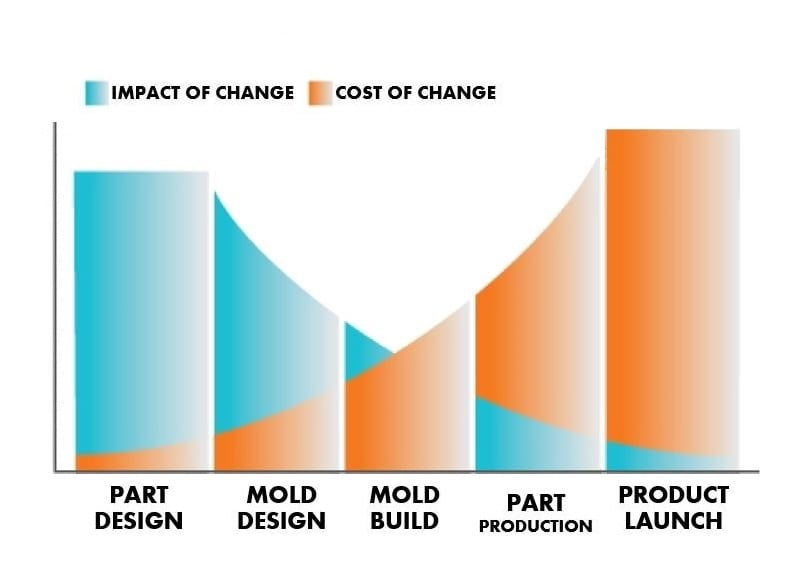 IMPACT OF CHANGE COST OF CHANGE
PART DESIGN
MOLD DESIGN
MOLD BUILD
PART PRODUCTION
PRODUCT LAUNCH